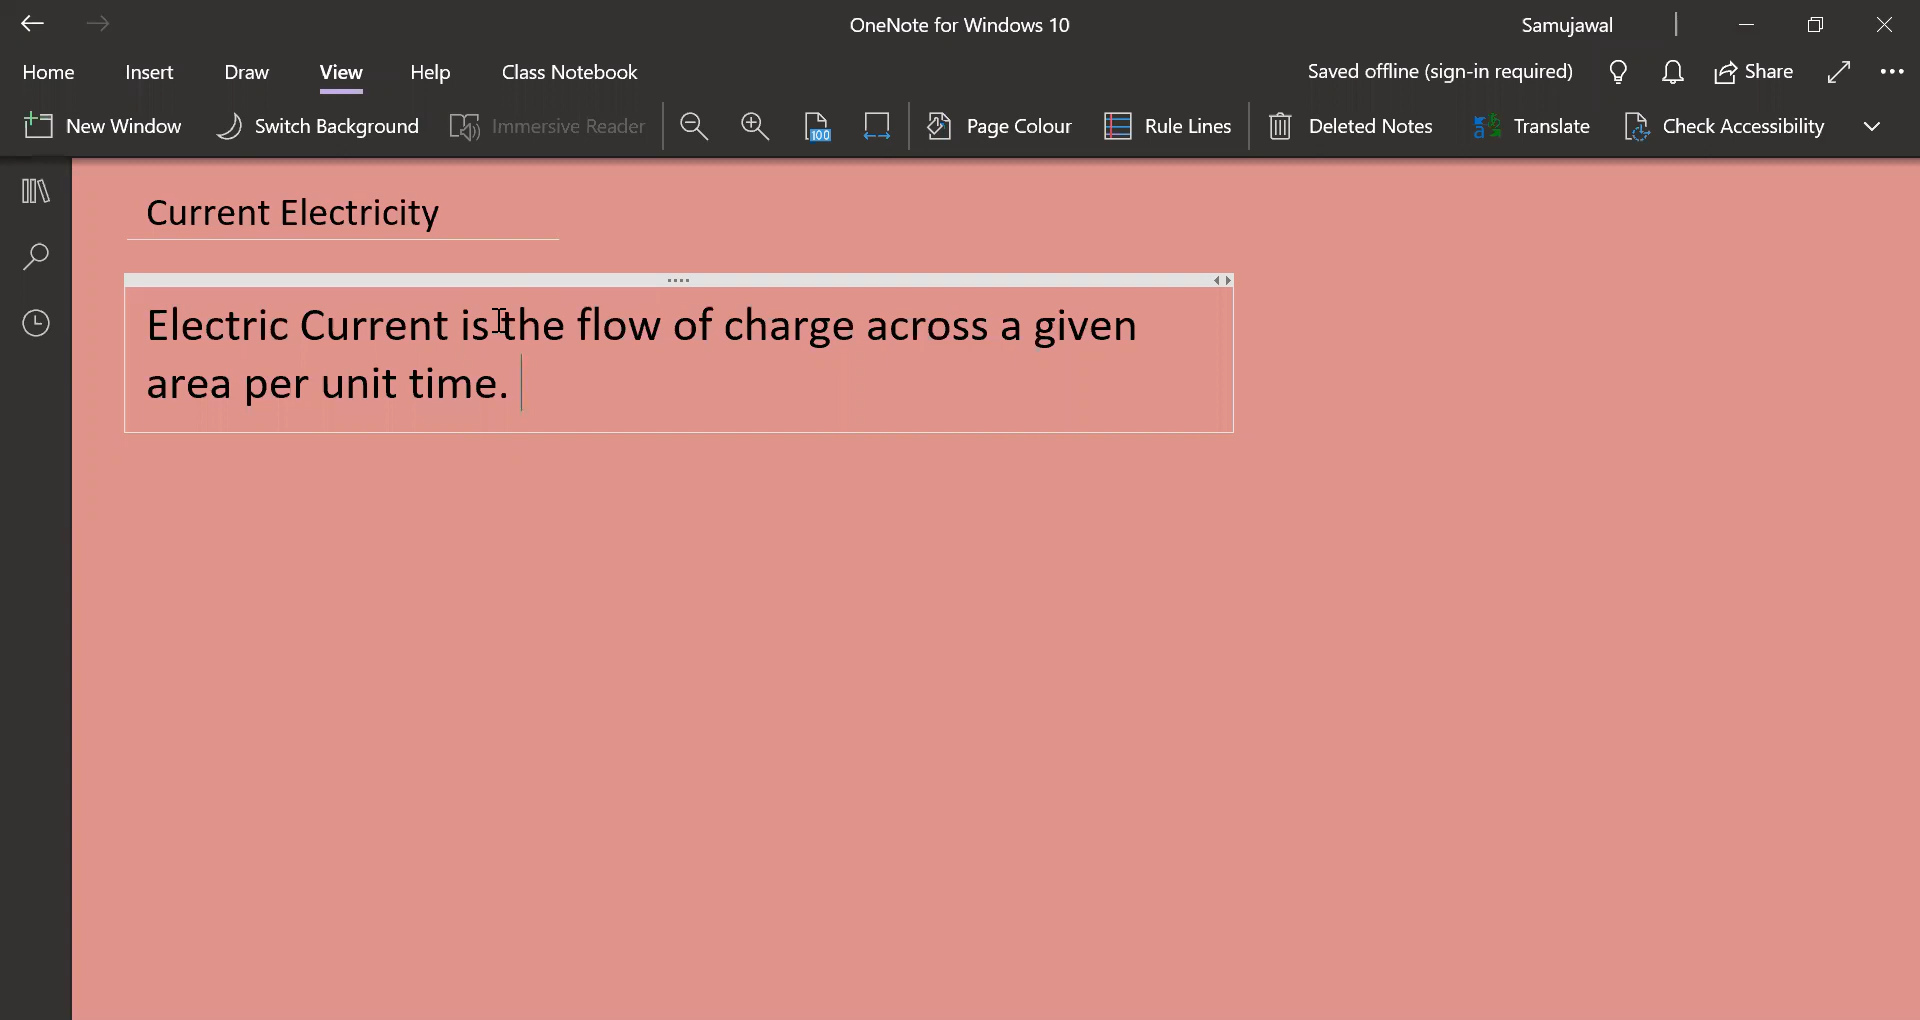 OneNote for Windows 10
Samujawal
Home Insert Draw View Help Class Notebook
Saved offline (sign-in required) Share
New Window Switch Background Immersive Reader 100 Page Colour Rule Lines Deleted Notes Translate Check Accessibility
Current Electricity
Electric Current is the flow of charge across a given
area per unit time.